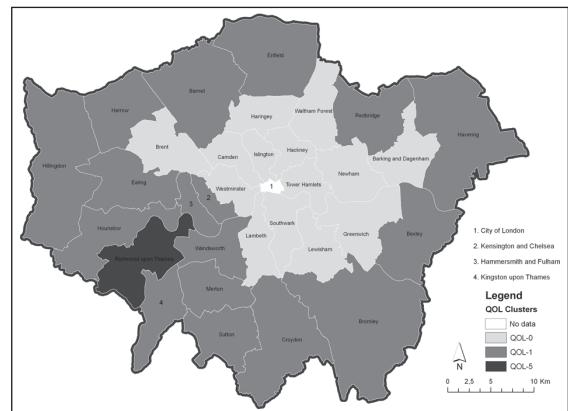 Enfield
Barnet
Harrow
Haringey
Waltham Forest
Redbridge
Havering
Hillingdon
Brent
Camden
Islington
Hackney
Barking and Dagenham
Newham
Ealing
Westminster
1
Tower Hamlets
3
2
Hounslow
Southwark
Greenwich
Bexley
Richmond upon Thames
Wandsworth
Lambeth
Lewisham
4
Merton
Sutton
Croydon
Bromley
1. City of London
2. Kensington and Chelsea
3. Hammersmith and Fulham
4. Kingston upon Thames
Legend
QOL Clusters
No data
QOL-0
QOL-1
QOL-5
N
0 2,5 5 10 Km